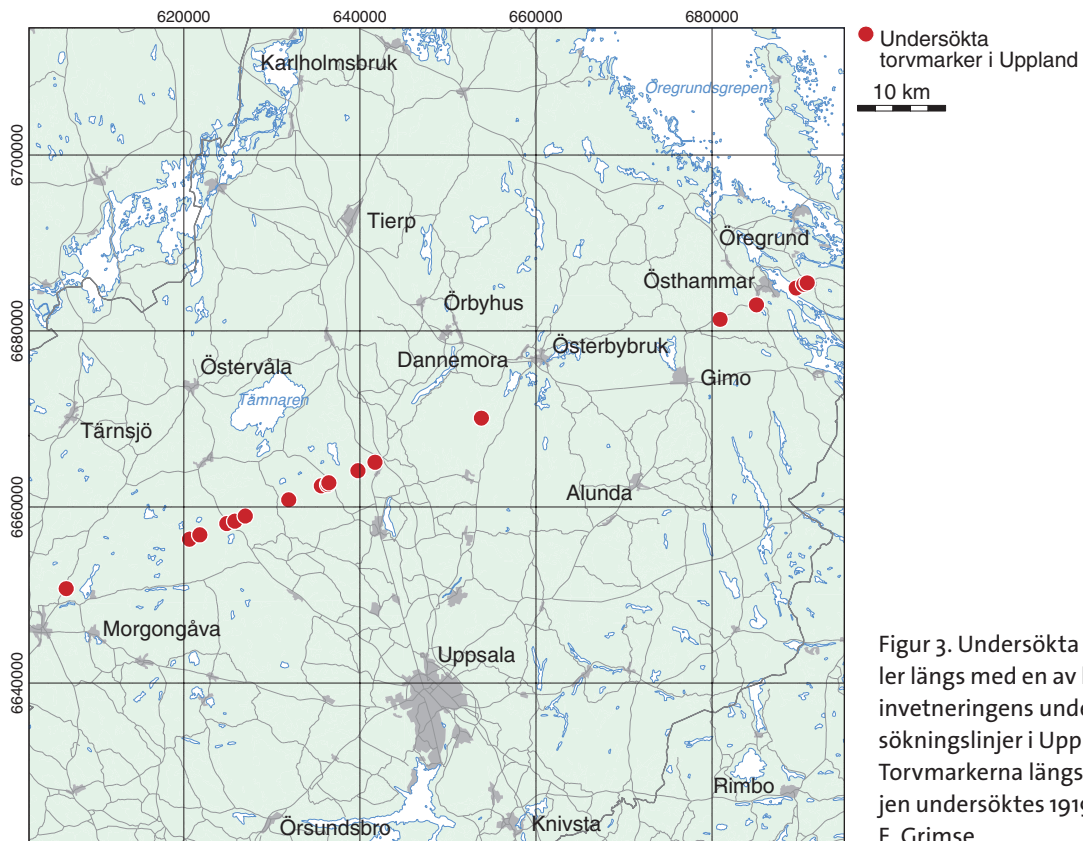 620000
640000
660000
680000
Undersökta
torvmarker i Uppland
10 km
Karlholmsbruk
Öregrundsgrepen
6700000
Tierp
Öregrund
Östhammar
Örbyhus
6680000
Österbybruk
Dannemora
Östervåla
Gimo
Tämnaren
Tärnsjö
Alunda
6660000
Morgongåva
Uppsala
6640000
Rimbo
Örsundsbro
Knivsta
Figur 3. Undersökta
ler längs med en av
invetneringens unde
sökningslinjer i Upp
Torvmarkerna längs
jen undersöktes 1919
E. Grimse